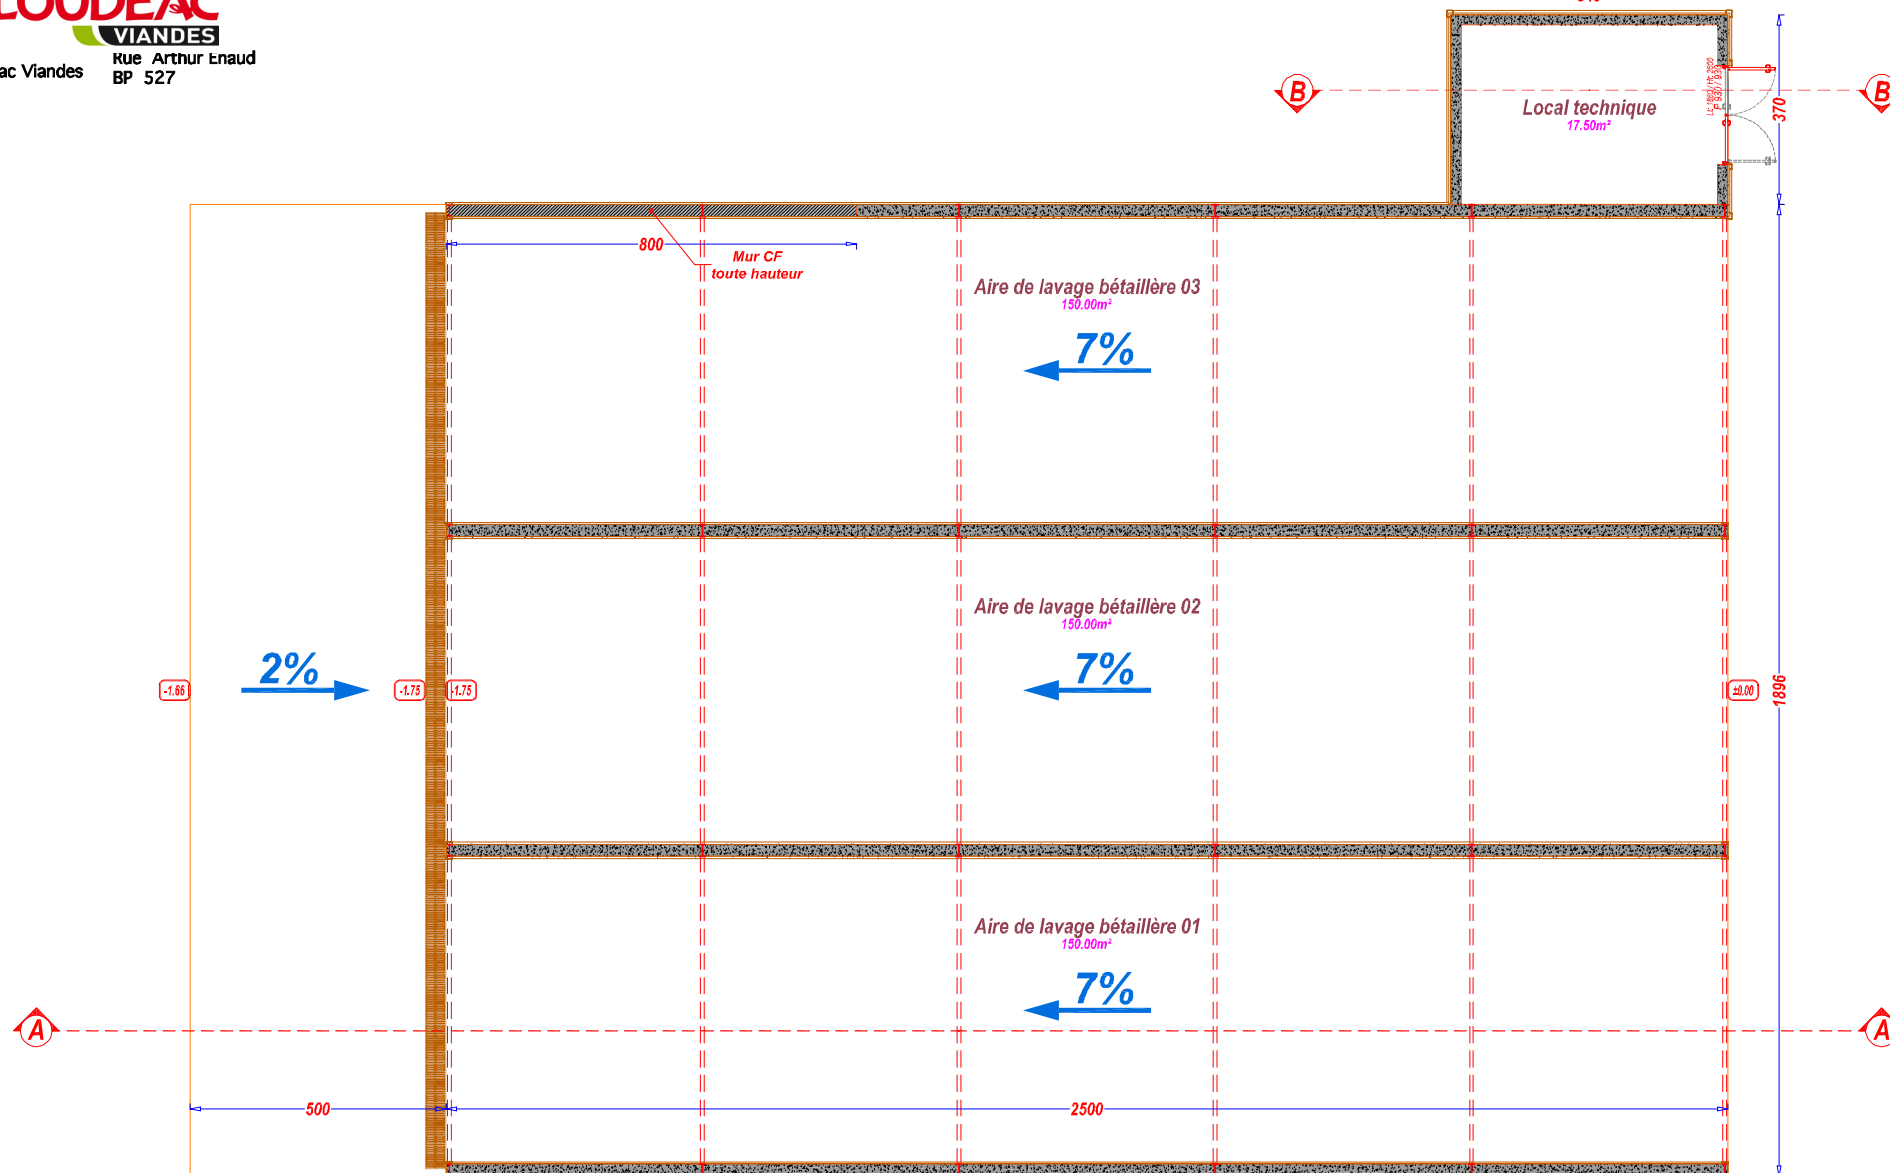 LOUDEAC
VIANDES
ac Viandes
Rue Arthur Enaud
BP 527
B
B
Local technique
17.50m²
370
800
Mur CF
toute hauteur
Aire de lavage bétaillère 03
150.00m²
7%
Aire de lavage bétaillère 02
150.00m²
7%
2%
-1.66
-1.75
-1.75
±0.00
1896
Aire de lavage bétaillère 01
150.00m²
7%
A
A
500
2500